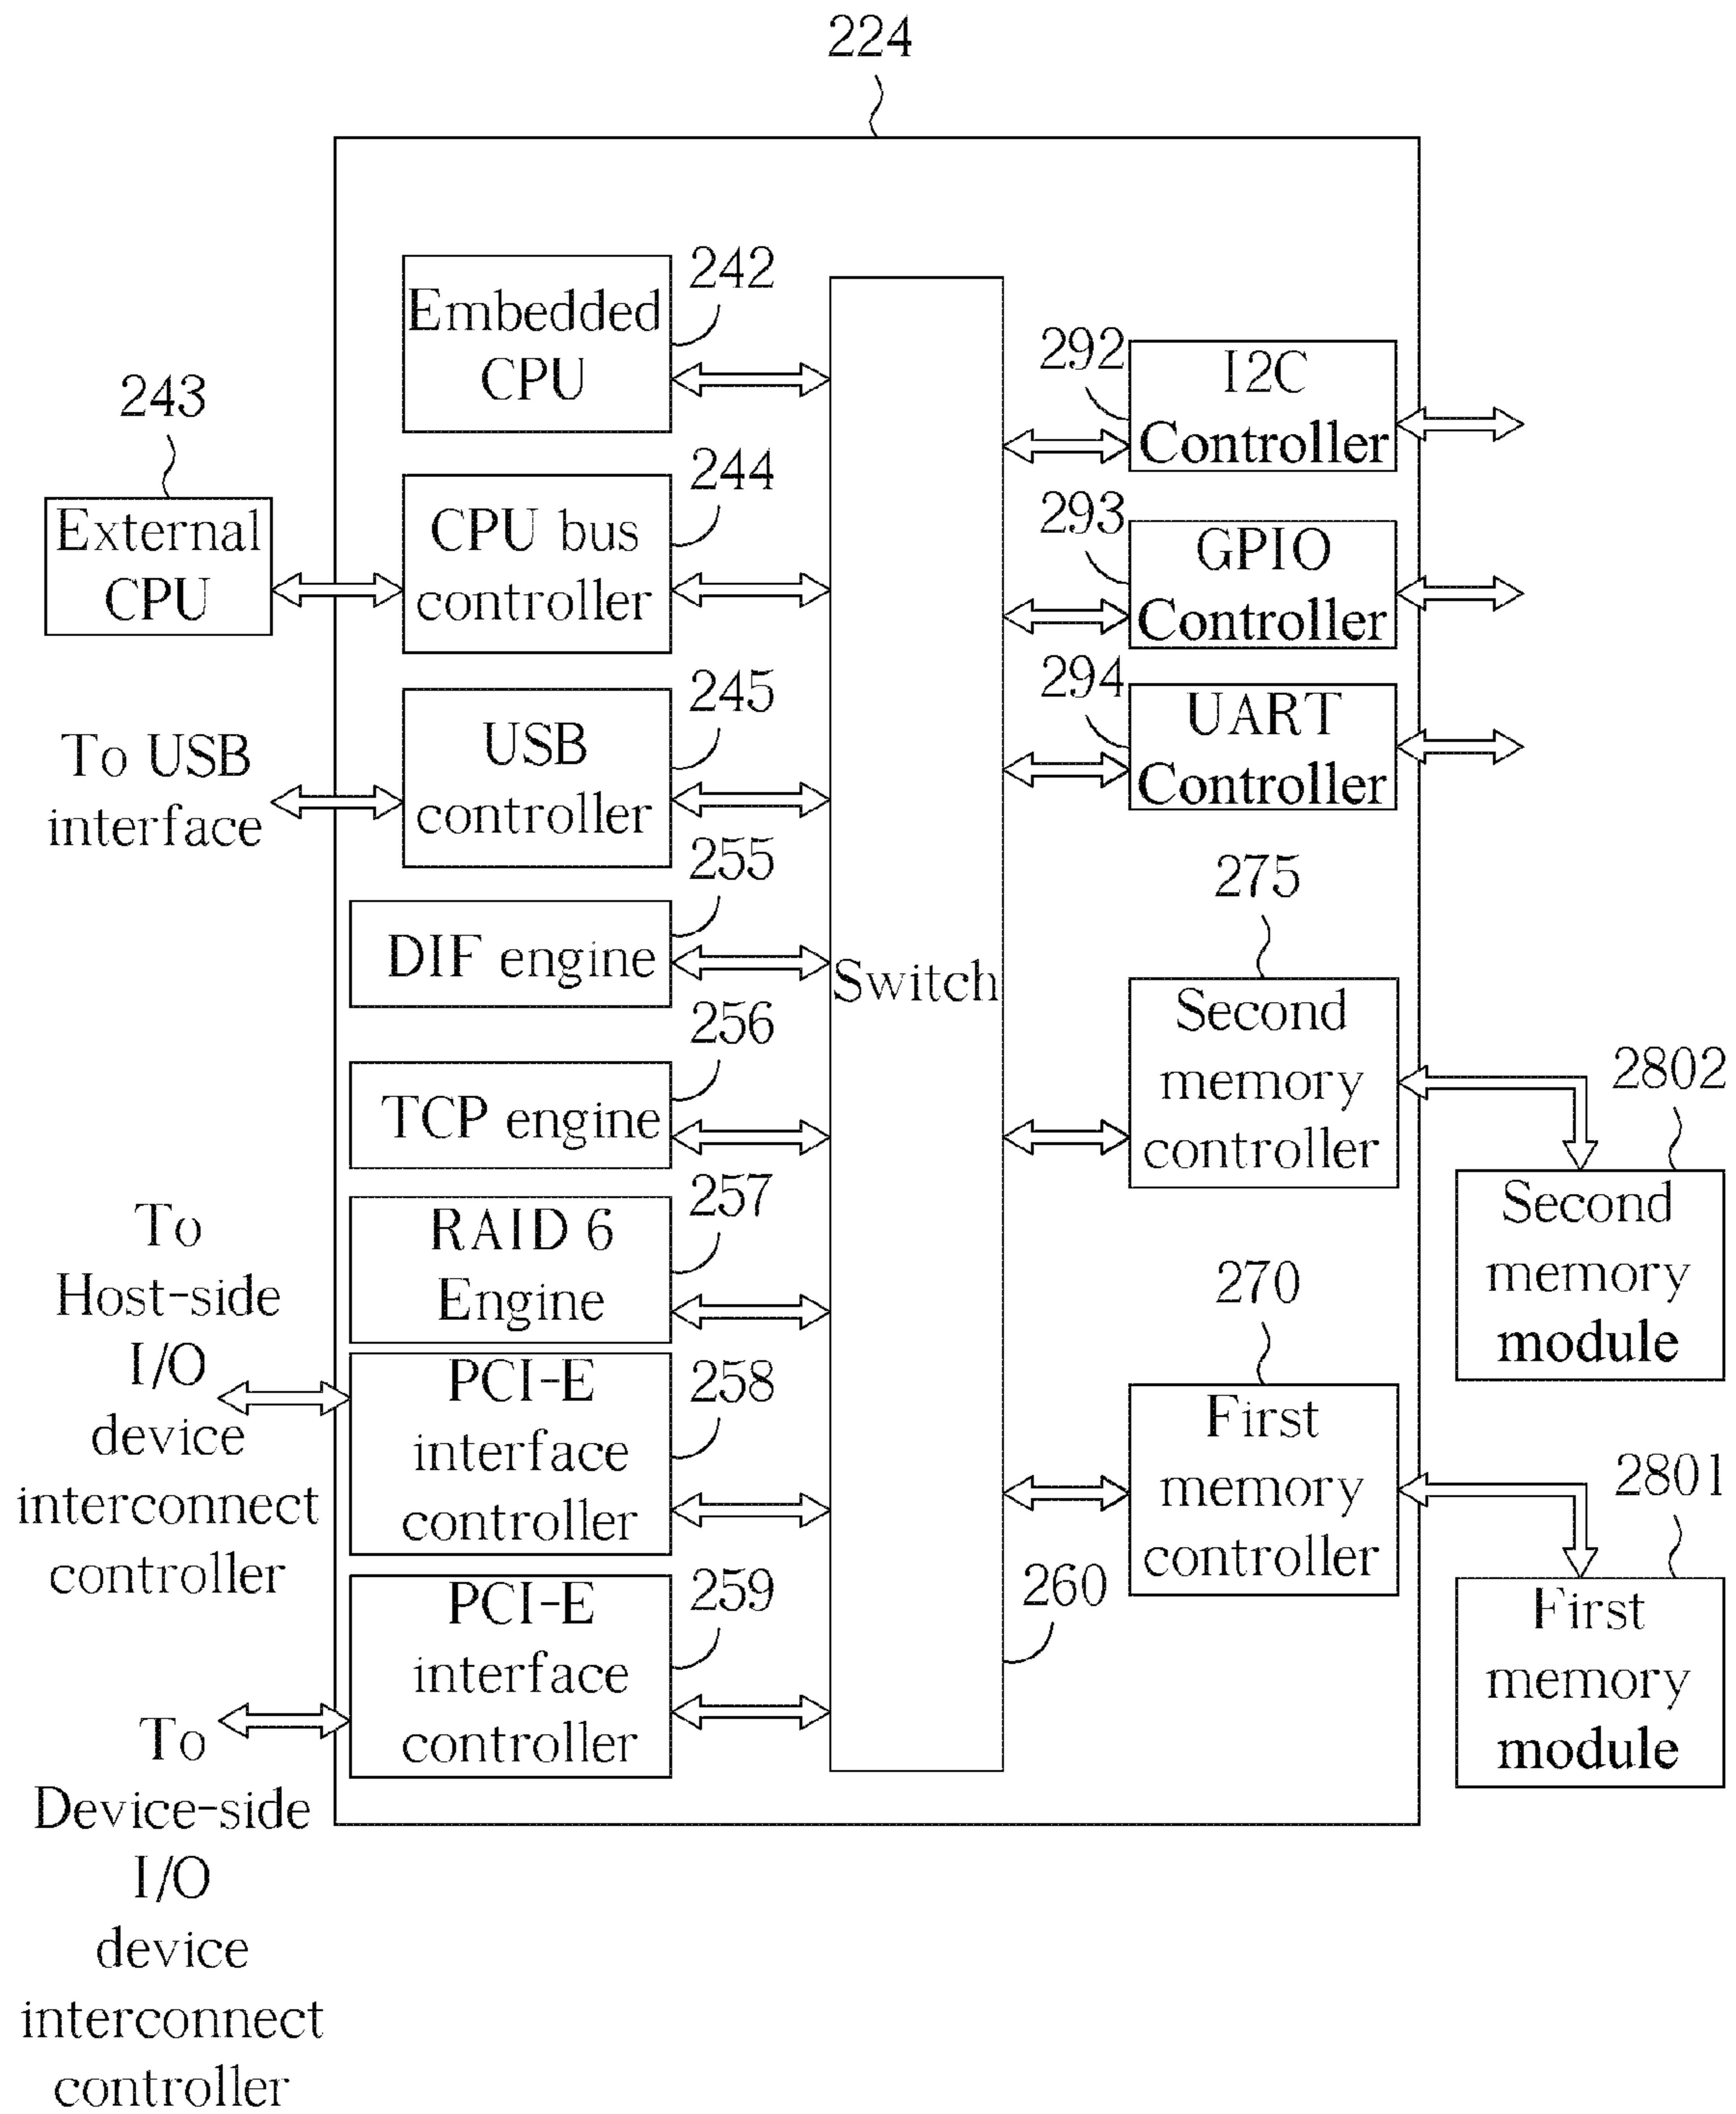 224
242
Embedded
CPU
243
External
CPU
244
CPU bus
controller
245
USB
controller
To USB
interface
255
DIF engine
256
TCP engine
257
RAID 6
Engine
To
Host-side
I/O
device
interconnect
controller
258
PCI-E
interface
controller
259
PCI-E
interface
controller
To
Device-side
I/O
device
interconnect
controller
Switch
260
292
I2C
Controller
293
GPIO
Controller
294
UART
Controller
275
Second
memory
controller
2802
Second
memory
module
270
First
memory
controller
2801
First
memory
module